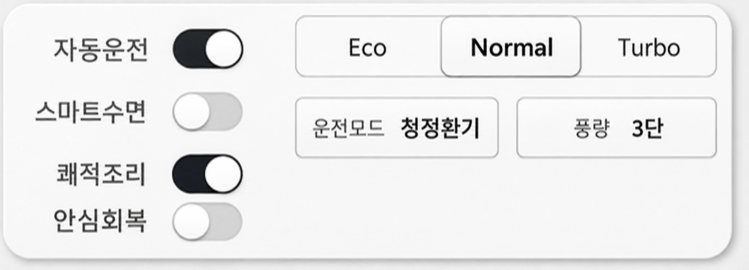 자동운전
스마트수면
쾌적조리
안심회복
Eco Normal Turbo
운전모드 청정환기
풍량 3단